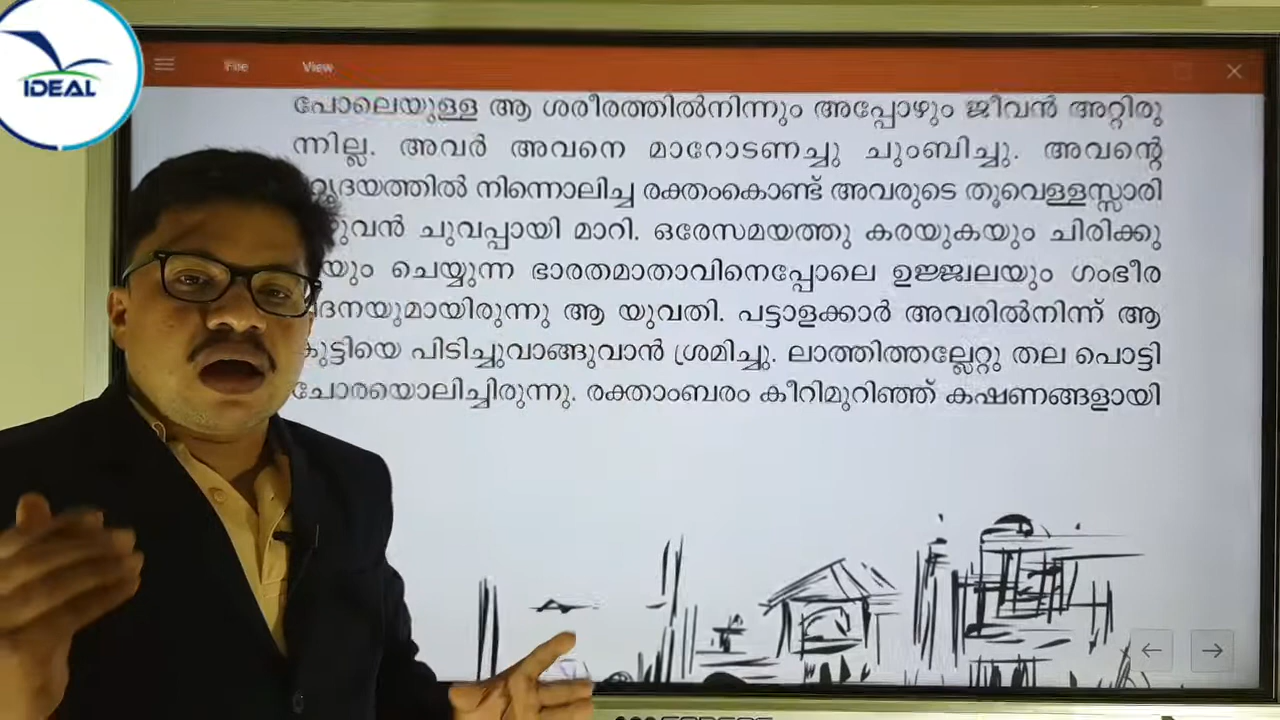 IDEAL
File View
പോലെയുള്ള ആ ശരീരത്തിൽനിന്നും അപ്പോഴും ജീവൻ അറ്റിരു
ന്നില്ല. അവർ അവനെ മാറോടണച്ചു ചുംബിച്ചു. അവന്റെ
ഹൃദയത്തിൽ നിന്നൊലിച്ച രക്തംകൊണ്ട് അവരുടെ തൂവെള്ളസ്സാരി
ുവൻ ചുവപ്പായി മാറി. ഒരേസമയത്തു കരയുകയും ചിരിക്കു
യും ചെയ്യുന്ന ഭാരതമാതാവിനെപ്പോലെ ഉജ്ജ്വലയും ഗംഭീര
ദനയുമായിരുന്നു ആ യുവതി. പട്ടാളക്കാർ അവരിൽനിന്ന് ആ
കുട്ടിയെ പിടിച്ചുവാങ്ങുവാൻ ശ്രമിച്ചു. ലാത്തിത്തല്ലേറ്റു തല പൊട്ടി
ചോരയൊലിച്ചിരുന്നു. രക്താംബരം കീറിമുറിഞ്ഞ് കഷണങ്ങളായി